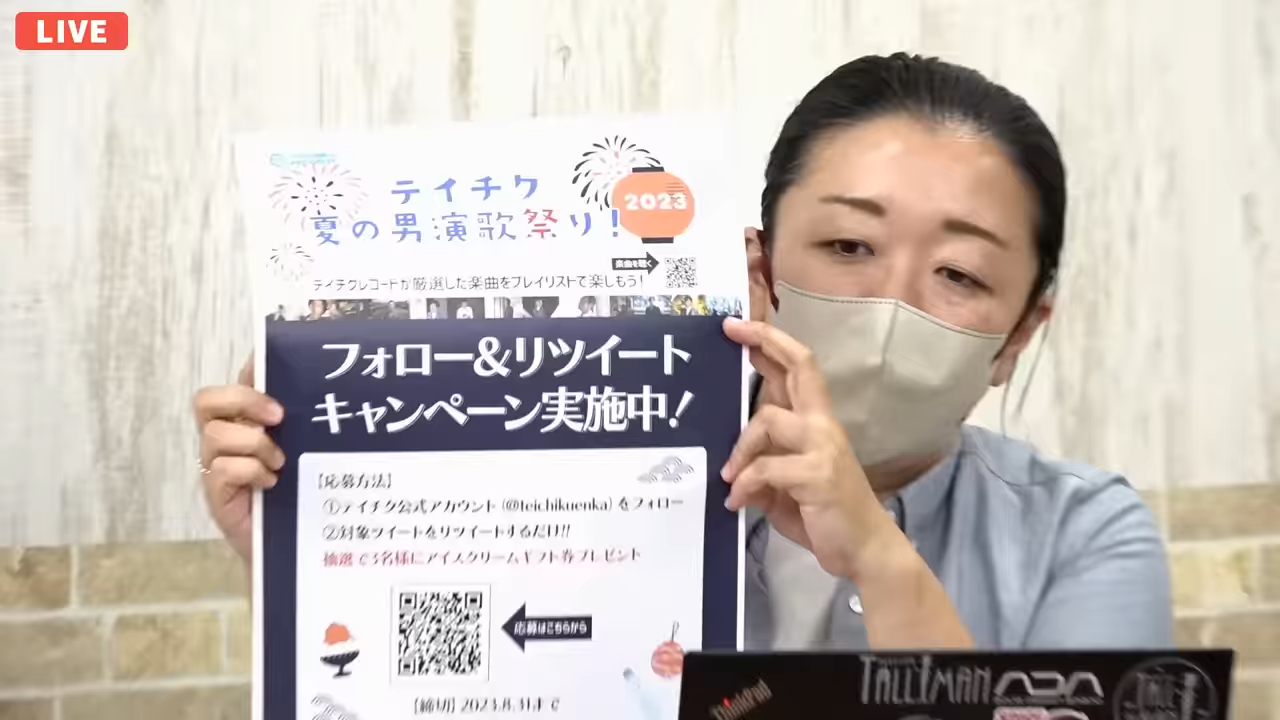 LIVE
テイチク
夏の男演歌祭り!
2023
楽曲を聴く
テイチクレコードが厳選した楽曲をプレイリストで楽しもう!
フォロー&リツイート
キャンペーン実施中!
【応募方法】
①テイチク公式アカウント(@teichikuenka)をフォロー
②対象ツイートをリツイートするだけ!!
抽選で3名様にアイスクリームギフト券プレゼント
応募はこちらから
【締切】2023.8.31まで
ThinkPad
TALLYMAN